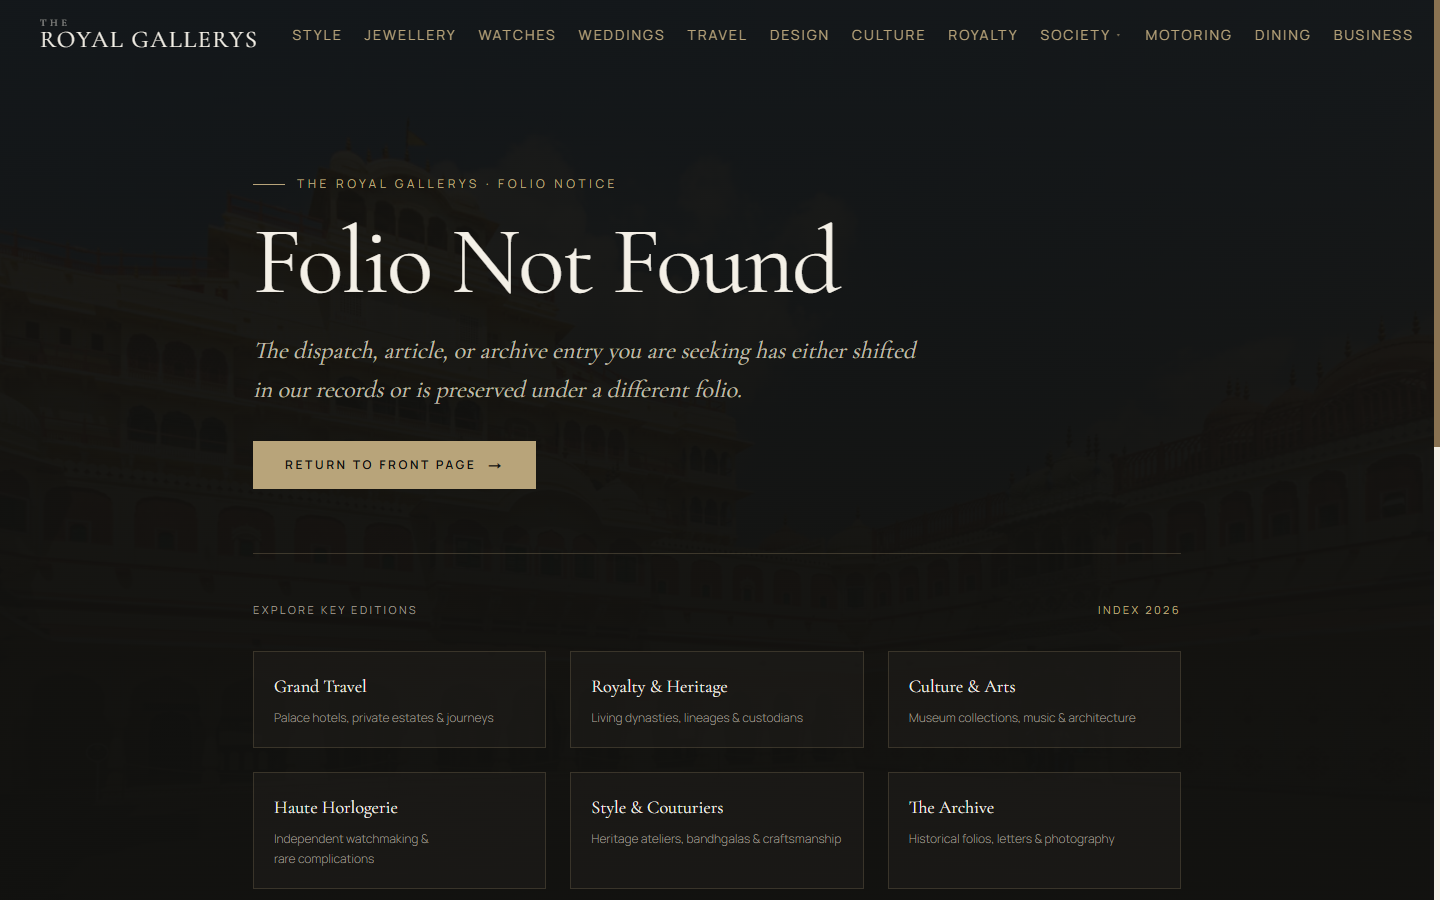 THE
ROYAL GALLERYS
STYLE JEWELLERY WATCHES WEDDINGS TRAVEL DESIGN CULTURE ROYALTY SOCIETY · MOTORING DINING BUSINESS
THE ROYAL GALLERYS · FOLIO NOTICE
Folio Not Found
The dispatch, article, or archive entry you are seeking has either shifted
in our records or is preserved under a different folio.
RETURN TO FRONT PAGE →
EXPLORE KEY EDITIONS
INDEX 2026
Grand Travel
Palace hotels, private estates & journeys
Royalty & Heritage
Living dynasties, lineages & custodians
Culture & Arts
Museum collections, music & architecture
Haute Horlogerie
Independent watchmaking &
rare complications
Style & Couturiers
Heritage ateliers, bandhgalas & craftsmanship
The Archive
Historical folios, letters & photography